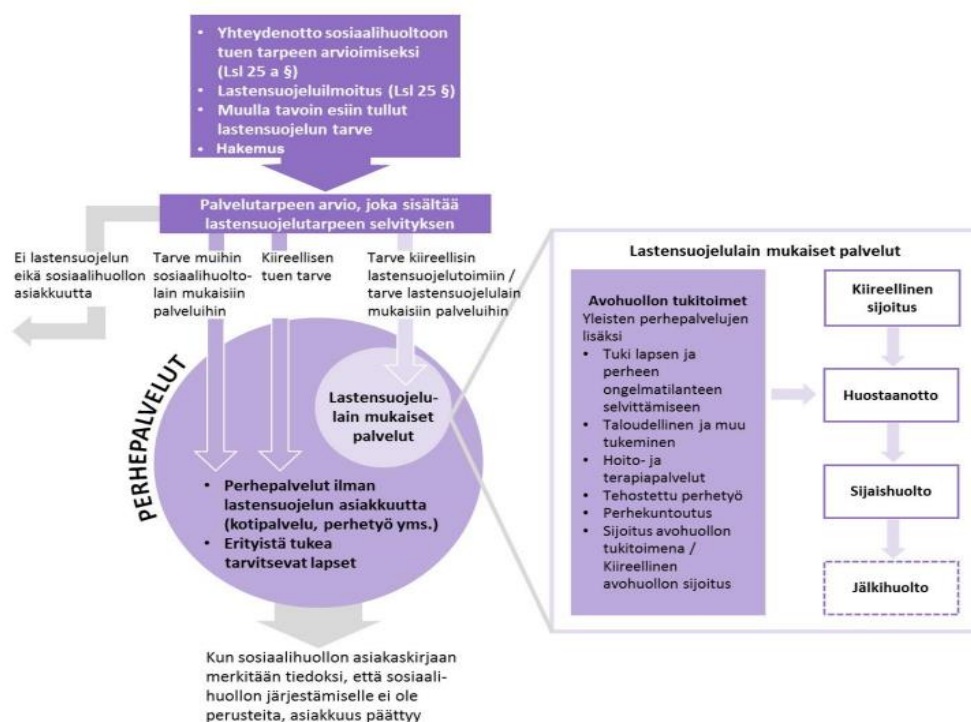 • Yhteydenotto sosiaalihuoltoon
tuen tarpeen arvioimiseksi
(Lsl 25 a §)
• Lastensuojeluilmoitus (Lsl 25 §)
• Muulla tavoin esiin tullut
lastensuojelun tarve
• Hakemus
Palvelutarpeen arvio, joka sisältää
lastensuojelutarpeen selvityksen
Ei lastensuojelun
eikä sosiaalihuollon
asiakkuutta
Tarve muihin
sosiaalihuolto-
lain mukaisiin
palveluihin
Kiireellisen
tuen tarve
Tarve kiireellisin
lastensuojelutoimiin /
tarve lastensuojelulain
mukaisiin palveluihin
PERHEPALVELUT
Lastensuojelu-
lain mukaiset
palvelut
• Perhepalvelut ilman
lastensuojelun asiakkuutta
(kotipalvelu, perhetyö yms.)
• Erityistä tukea
tarvitsevat lapset
Kun sosiaalihuollon asiakaskirjaan
merkitään tiedoksi, että sosiaali-
huollon järjestämiselle ei ole
perusteita, asiakkuus päättyy
Lastensuojelulain mukaiset palvelut
Avohuollon tukitoimet
Yleisten perhepalvelujen
lisäksi
• Tuki lapsen ja
perheen
ongelmatilanteen
selvittämiseen
• Taloudellinen ja muu
tukeminen
• Hoito- ja
terapiapalvelut
• Tehostettu perhetyö
• Perhekuntoutus
• Sijoitus avohuollon
tukitoimena /
Kiireellinen
avohuollon sijoitus
Kiireellinen
sijoitus
Huostaanotto
Sijaishuolto
Jälkihuolto